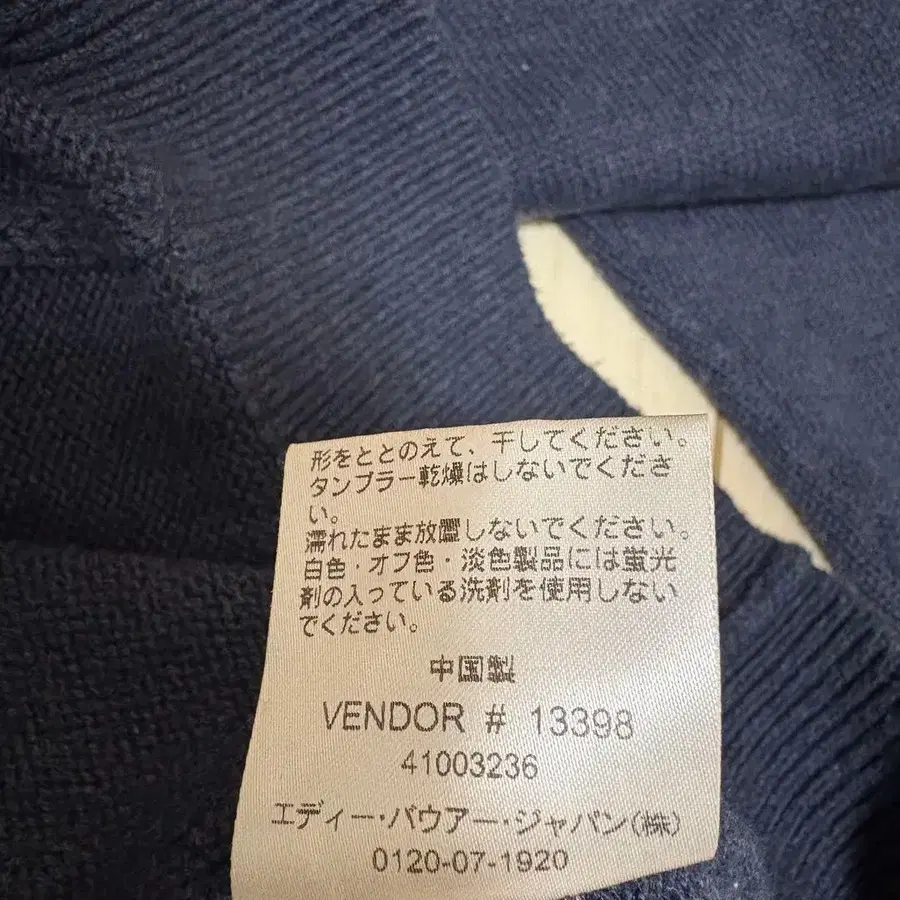 形をととのえて、干してください。
タンブラー乾燥はしないでくださ
い。
濡れたまま放置しないでください。
白色・オフ色・淡色製品には蛍光
剤の入っている洗剤を使用しない
でください。
中国製
VENDOR # 13398
41003236
エディー・バウアー・ジャパン(株)
0120-07-1920